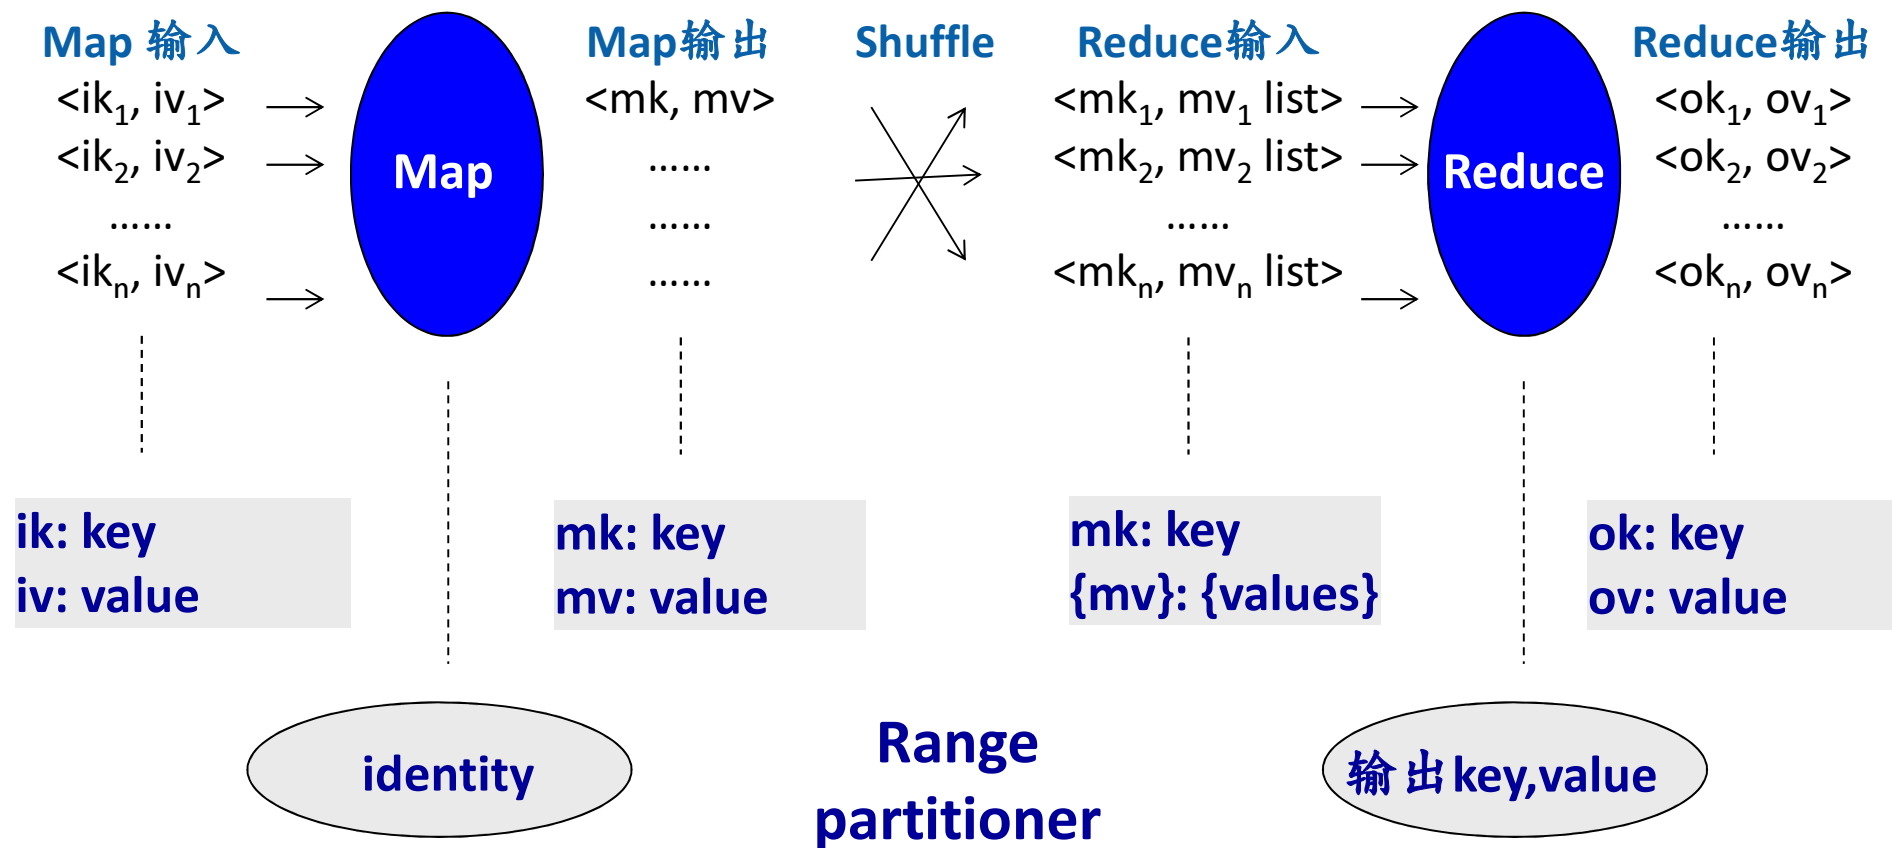 Map 输入
<ik1, iv1>
<ik2, iv2>
……
<ikn, ivn>
Map
Map输出
<mk, mv>
……
……
……
Shuffle
Reduce输入
<mk1, mv1 list>
<mk2, mv2 list>
……
<mkn, mvn list>
Reduce
Reduce输出
<ok1, ov1>
<ok2, ov2>
……
<okn, ovn>
ik: key
iv: value
mk: key
mv: value
mk: key
{mv}: {values}
ok: key
ov: value
identity
Range
partitioner
输出key,value